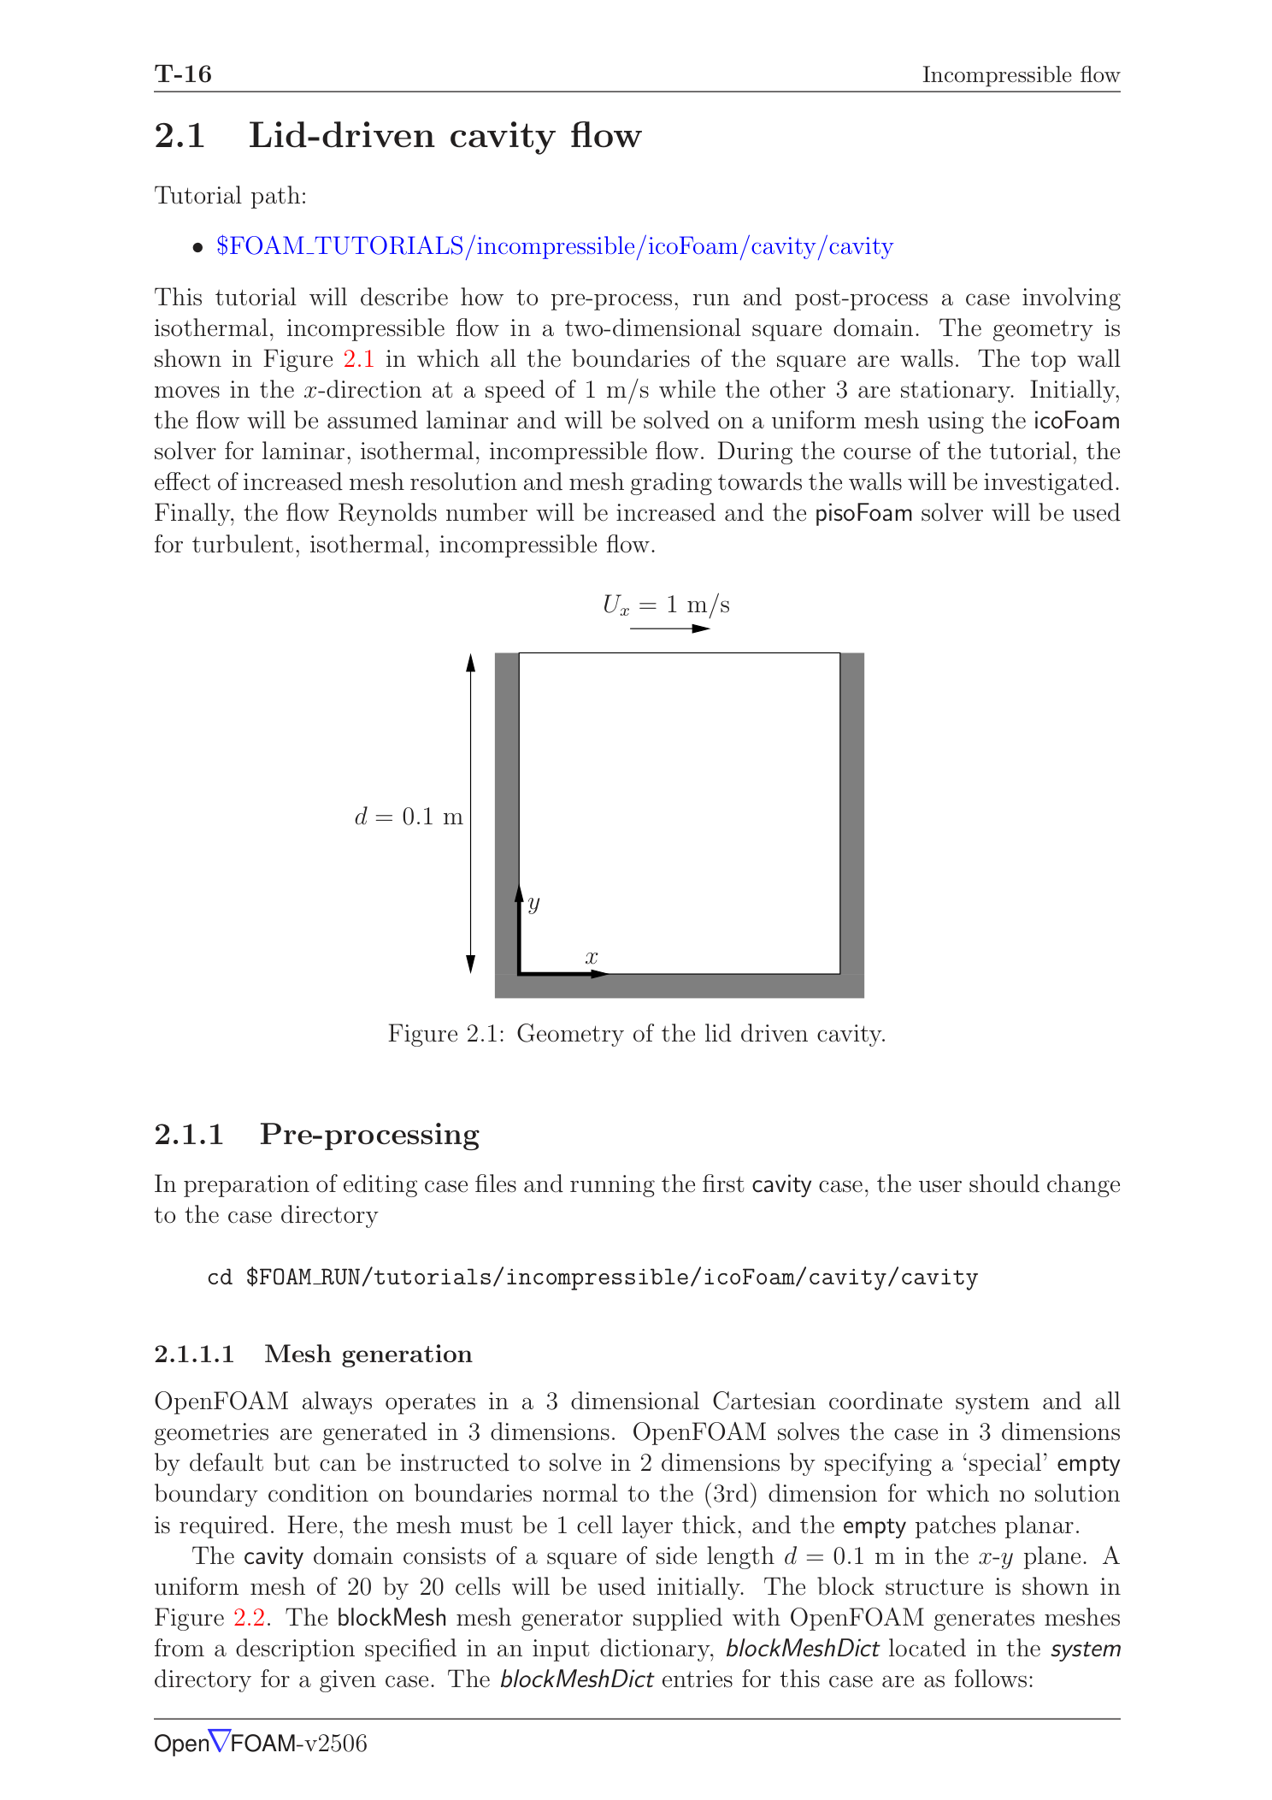 T-16 Incompressible flow
2.1 Lid-driven cavity flow
Tutorial path:
• $FOAM_TUTORIALS/incompressible/icoFoam/cavity/cavity
This tutorial will describe how to pre-process, run and post-process a case involving
isothermal, incompressible flow in a two-dimensional square domain. The geometry is
shown in Figure 2.1 in which all the boundaries of the square are walls. The top wall
moves in the x-direction at a speed of 1 m/s while the other 3 are stationary. Initially,
the flow will be assumed laminar and will be solved on a uniform mesh using the icoFoam
solver for laminar, isothermal, incompressible flow. During the course of the tutorial, the
effect of increased mesh resolution and mesh grading towards the walls will be investigated.
Finally, the flow Reynolds number will be increased and the pisoFoam solver will be used
for turbulent, isothermal, incompressible flow.
Uₓ = 1 m/s
d = 0.1 m
y
x
Figure 2.1: Geometry of the lid driven cavity.
2.1.1 Pre-processing
In preparation of editing case files and running the first cavity case, the user should change
to the case directory
cd $FOAM_RUN/tutorials/incompressible/icoFoam/cavity/cavity
2.1.1.1 Mesh generation
OpenFOAM always operates in a 3 dimensional Cartesian coordinate system and all
geometries are generated in 3 dimensions. OpenFOAM solves the case in 3 dimensions
by default but can be instructed to solve in 2 dimensions by specifying a ‘special’ empty
boundary condition on boundaries normal to the (3rd) dimension for which no solution
is required. Here, the mesh must be 1 cell layer thick, and the empty patches planar.
The cavity domain consists of a square of side length d = 0.1 m in the x-y plane. A
uniform mesh of 20 by 20 cells will be used initially. The block structure is shown in
Figure 2.2. The blockMesh mesh generator supplied with OpenFOAM generates meshes
from a description specified in an input dictionary, blockMeshDict located in the system
directory for a given case. The blockMeshDict entries for this case are as follows:
Open∇FOAM-v2506